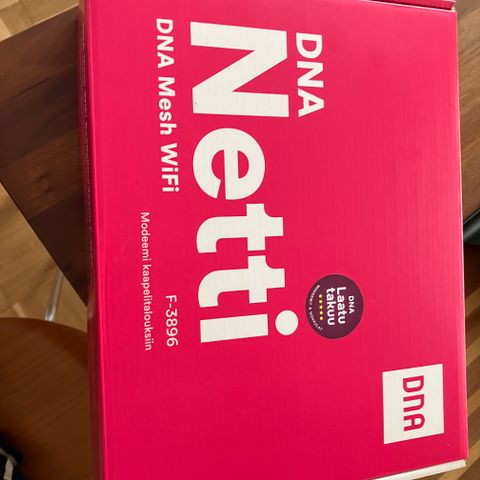 DNA
Netti
DNA Mesh WiFi
Modeemi kaapelitalouksiin
F-3896
DNA
Laatu
takuu
DNA